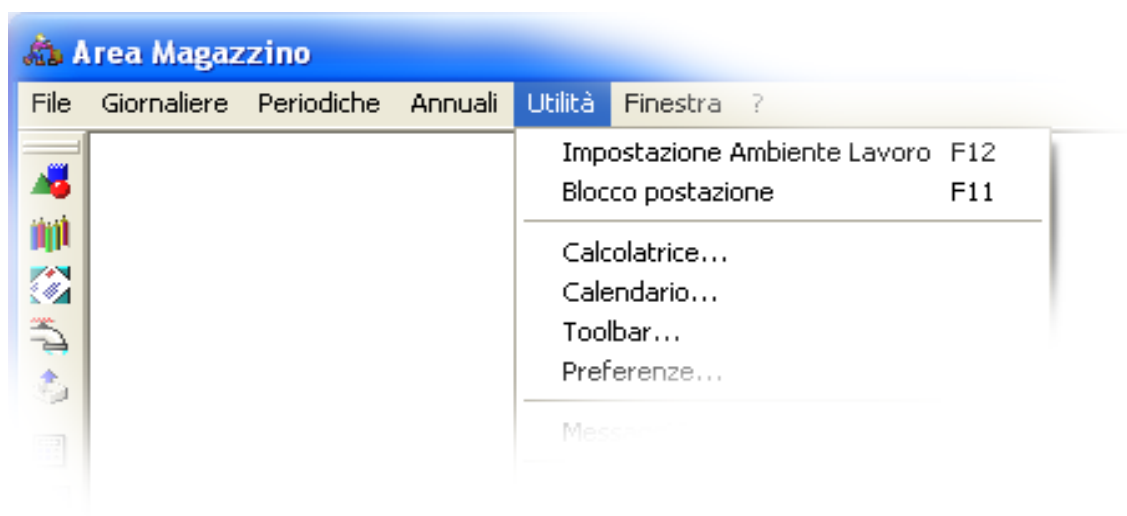 Area Magazzino
File Giornaliere Periodiche Annuali Utilità Finestra ?
Impostazione Ambiente Lavoro F12
Blocco postazione F11
Calcolatrice...
Calendario...
Toolbar...
Preferenze...